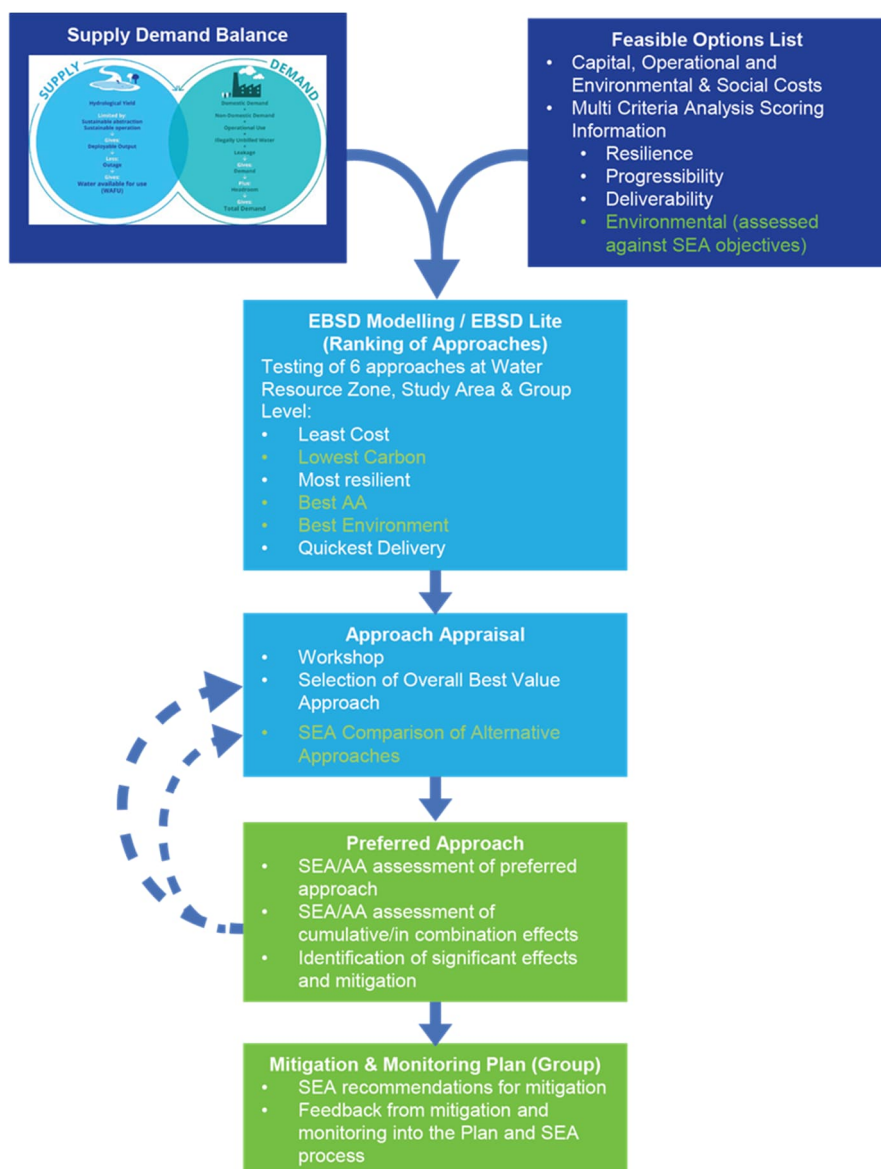 Supply Demand Balance
SUPPLY
Hydrological Yield
Limited by
Sustainable abstraction
Sustainable operation
Gives
Deployable Output
Less
Outage
Gives
Water available for use
(WAFU)
DEMAND
Domestic Demand
+
Non-Domestic Demand
+
Operational Use
+
Illegally Unbilled Water
+
Leakage
Gives
Demand
Plus
Headroom
Gives
Total Demand
Feasible Options List
• Capital, Operational and
Environmental & Social Costs
• Multi Criteria Analysis Scoring
Information
• Resilience
• Progressibility
• Deliverability
• Environmental (assessed
against SEA objectives)
EBSD Modelling / EBSD Lite
(Ranking of Approaches)
Testing of 6 approaches at Water
Resource Zone, Study Area & Group
Level:
• Least Cost
• Lowest Carbon
• Most resilient
• Best AA
• Best Environment
• Quickest Delivery
Approach Appraisal
• Workshop
• Selection of Overall Best Value
Approach
• SEA Comparison of Alternative
Approaches
Preferred Approach
• SEA/AA assessment of preferred
approach
• SEA/AA assessment of
cumulative/in combination effects
• Identification of significant effects
and mitigation
Mitigation & Monitoring Plan (Group)
• SEA recommendations for mitigation
• Feedback from mitigation and
monitoring into the Plan and SEA
process